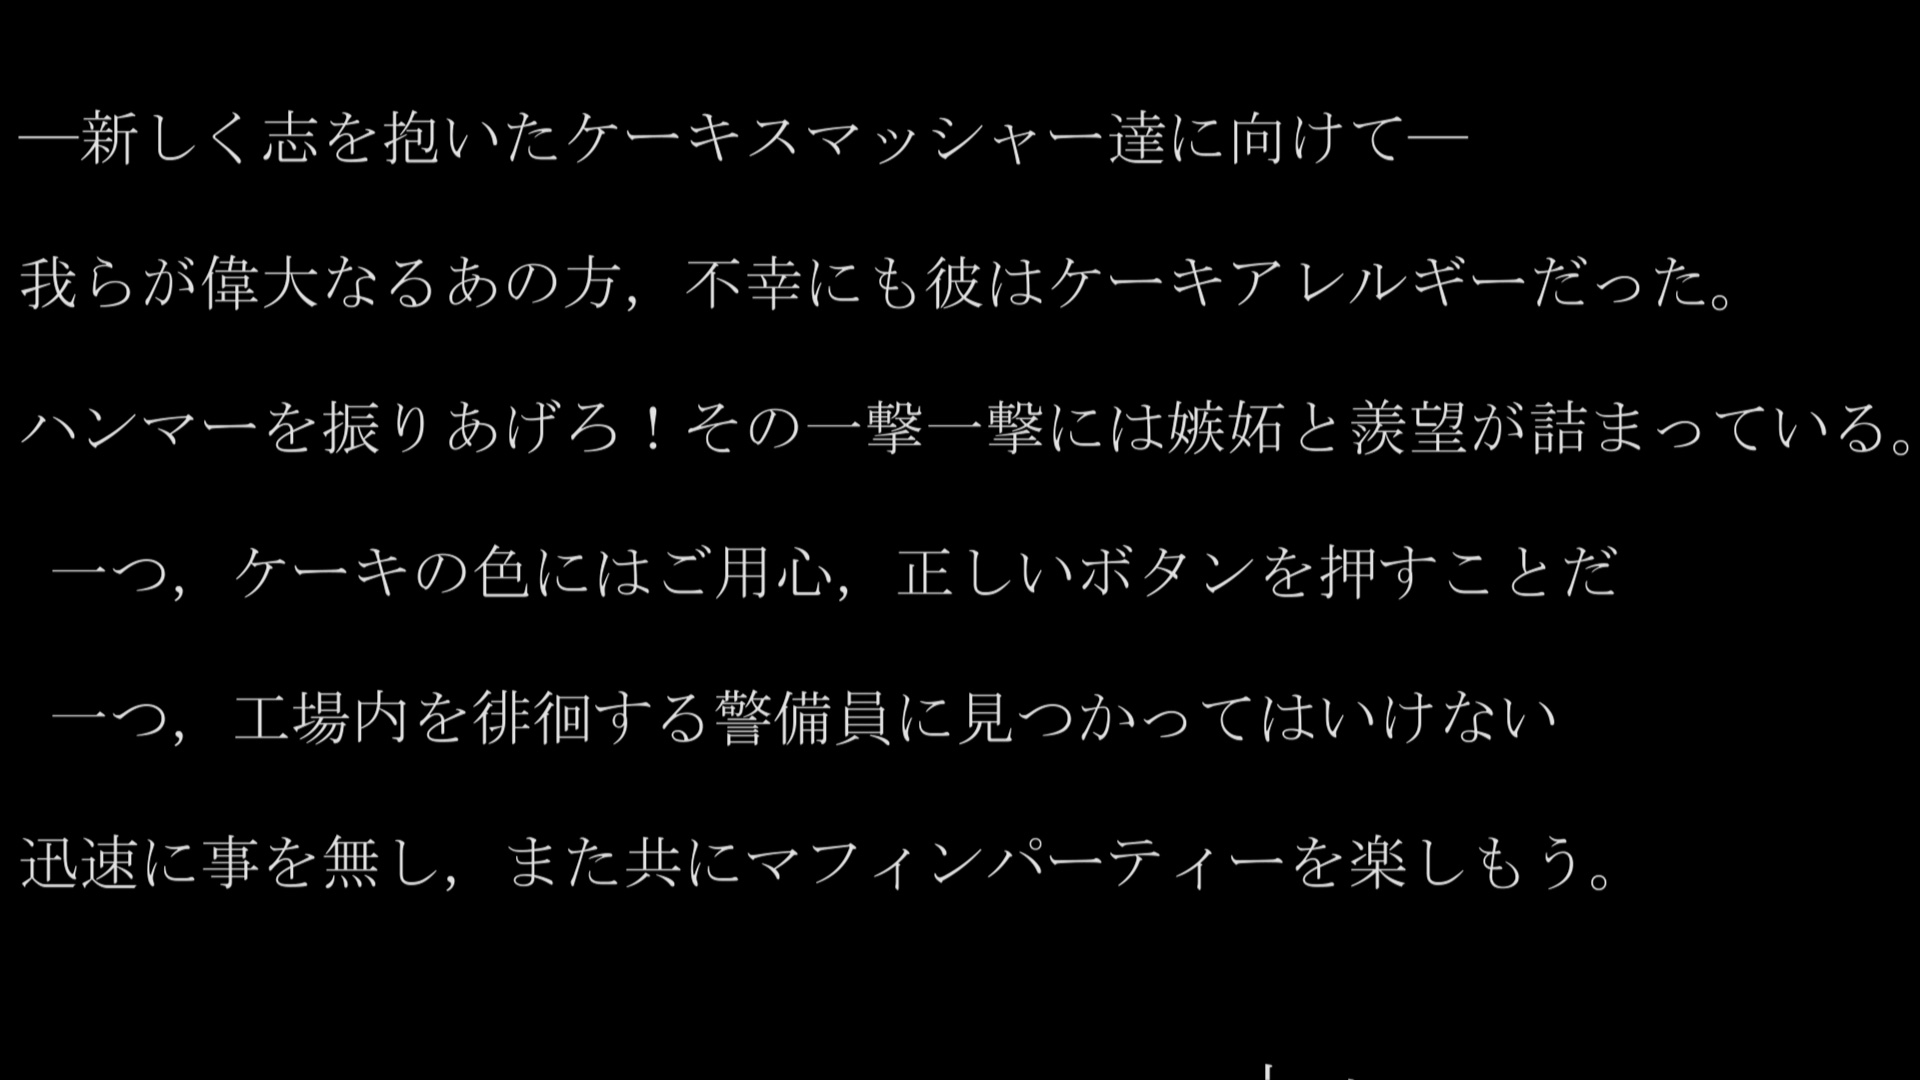 ―新しく志を抱いたケーキスマッシャー達に向けて―
我らが偉大なるあの方，不幸にも彼はケーキアレルギーだった。
ハンマーを振りあげろ！その一撃一撃には嫉妬と羨望が詰まっている。
一つ，ケーキの色にはご用心，正しいボタンを押すことだ
一つ，工場内を徘徊する警備員に見つかってはいけない
迅速に事を無し，また共にマフィンパーティーを楽しもう。